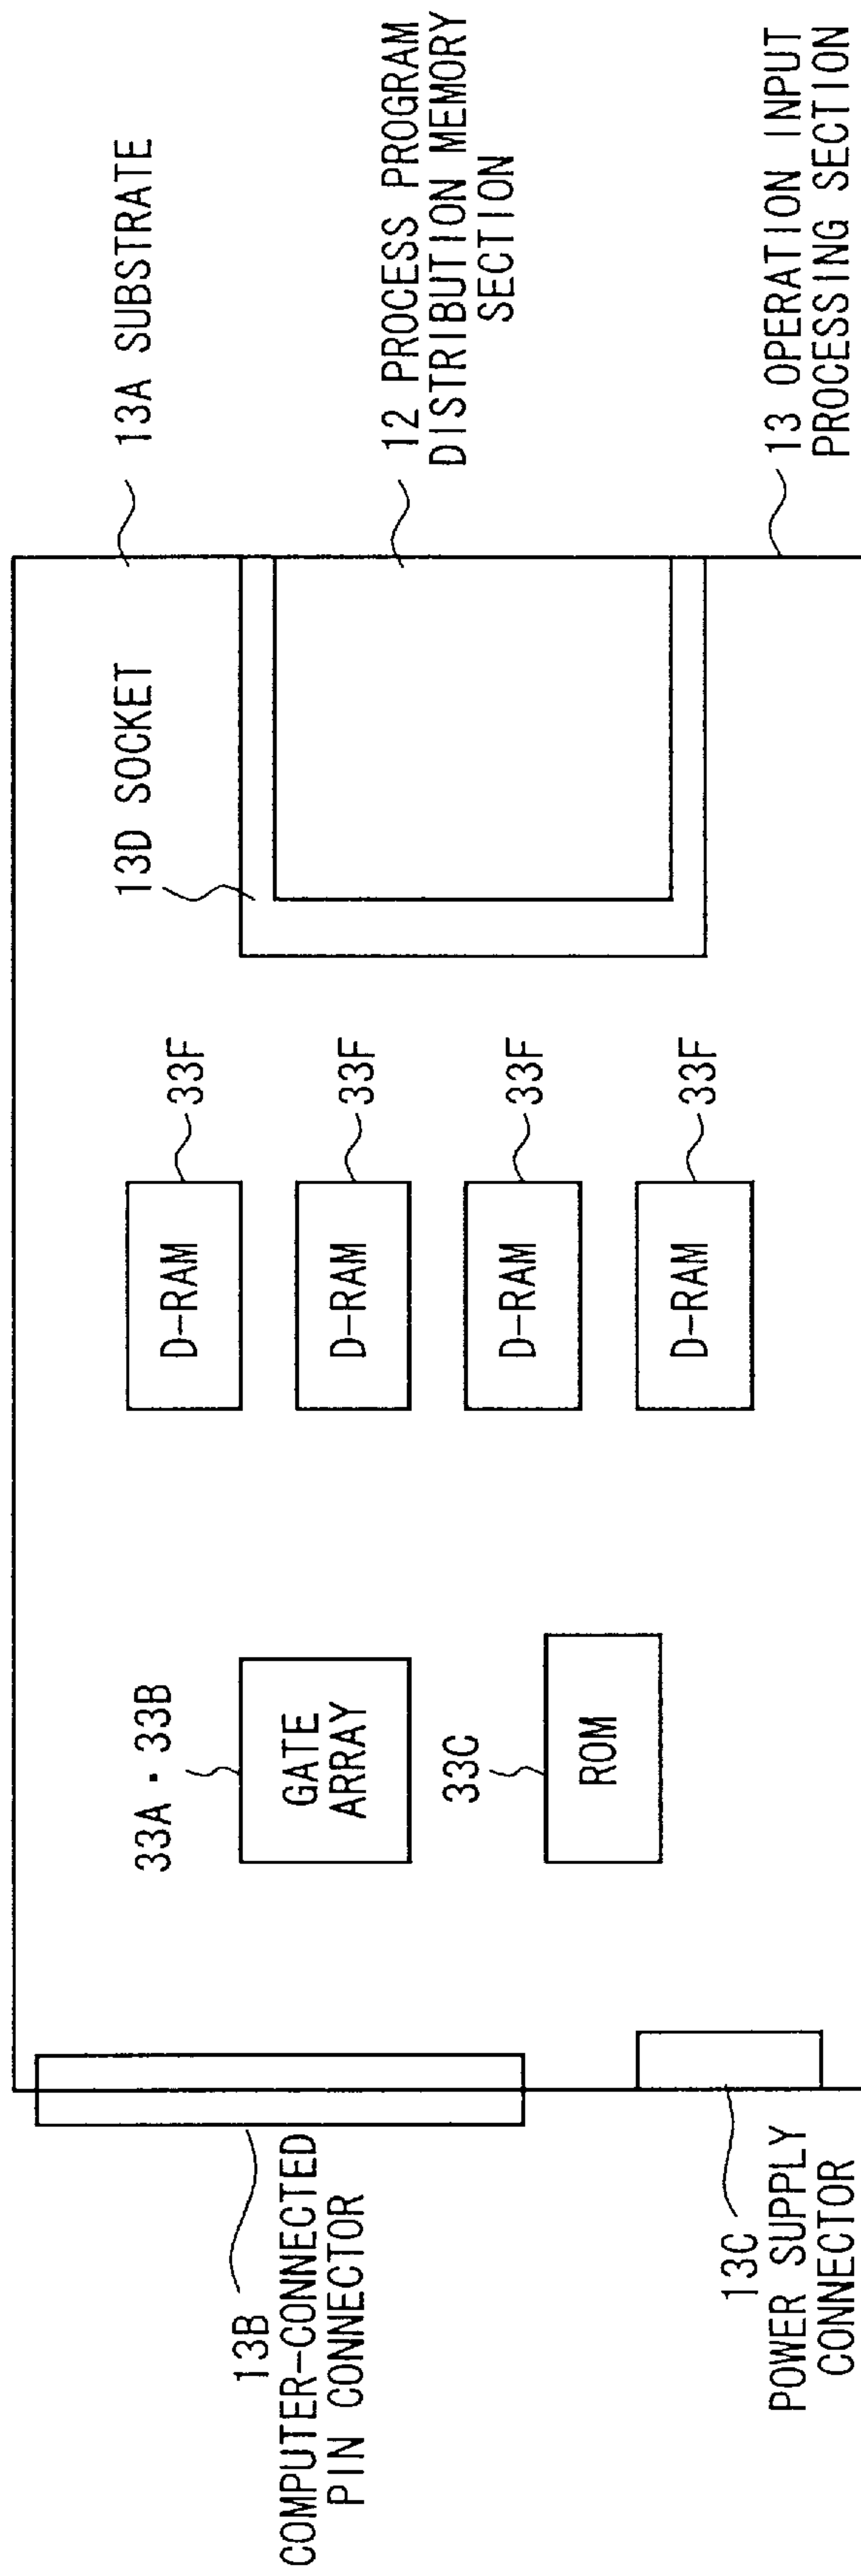 13A SUBSTRATE
13D SOCKET
12 PROCESS PROGRAM
DISTRIBUTION MEMORY
SECTION
13 OPERATION INPUT
PROCESSING SECTION
33F
33F
33F
33F
D-RAM
D-RAM
D-RAM
D-RAM
33A・33B
GATE
ARRAY
33C
ROM
13B
COMPUTER-CONNECTED
PIN CONNECTOR
13C
POWER SUPPLY
CONNECTOR